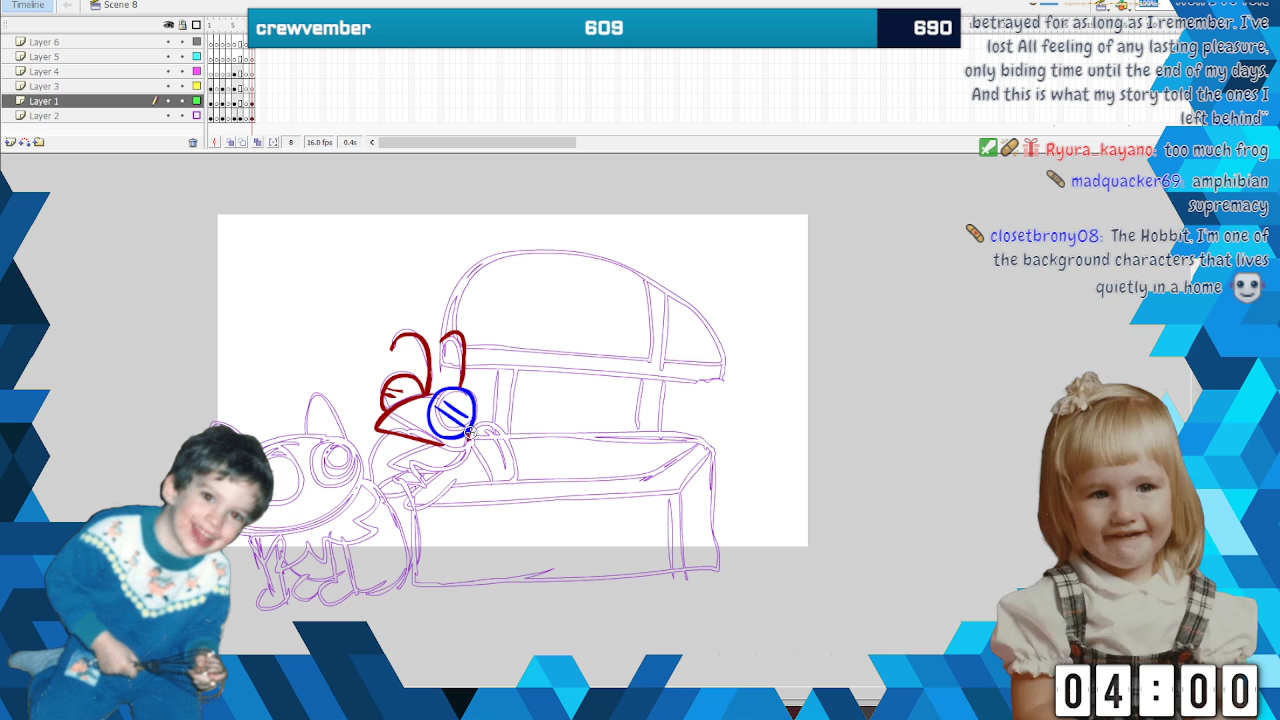 Timeline
Scene 8
1 5
Layer 6
Layer 5
Layer 4
Layer 3
Layer 1
Layer 2
8 16.0 fps 0.4s
crewvember 609 690
betrayed for as long as I remember. I've
lost All feeling of any lasting pleasure,
only biding time until the end of my days.
And this is what my story told the ones I
left behind"
Ryura_kayano: too much frog
madquacker69: amphibian
supremacy
closetbrony08: The Hobbit, I'm one of
the background characters that lives
quietly in a home
04:00